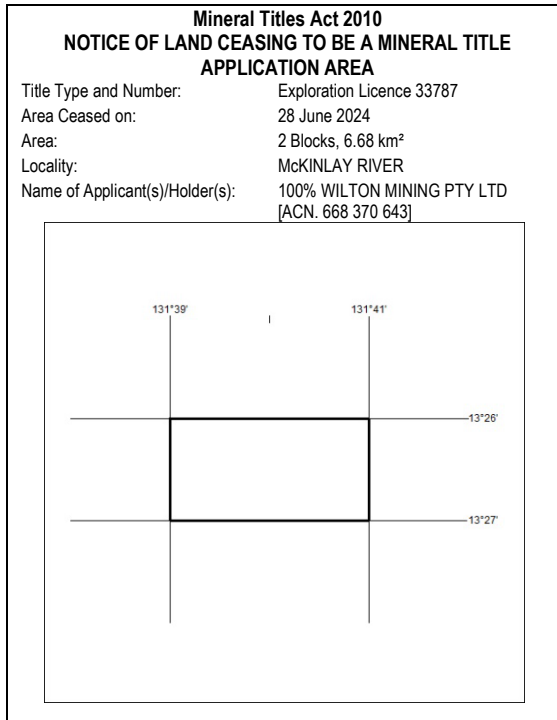 Mineral Titles Act 2010
NOTICE OF LAND CEASING TO BE A MINERAL TITLE
APPLICATION AREA
Title Type and Number: Exploration Licence 33787
Area Ceased on: 28 June 2024
Area: 2 Blocks, 6.68 km²
Locality: McKINLAY RIVER
Name of Applicant(s)/Holder(s): 100% WILTON MINING PTY LTD
[ACN. 668 370 643]
131°39' 131°41'
13°26'
13°27'